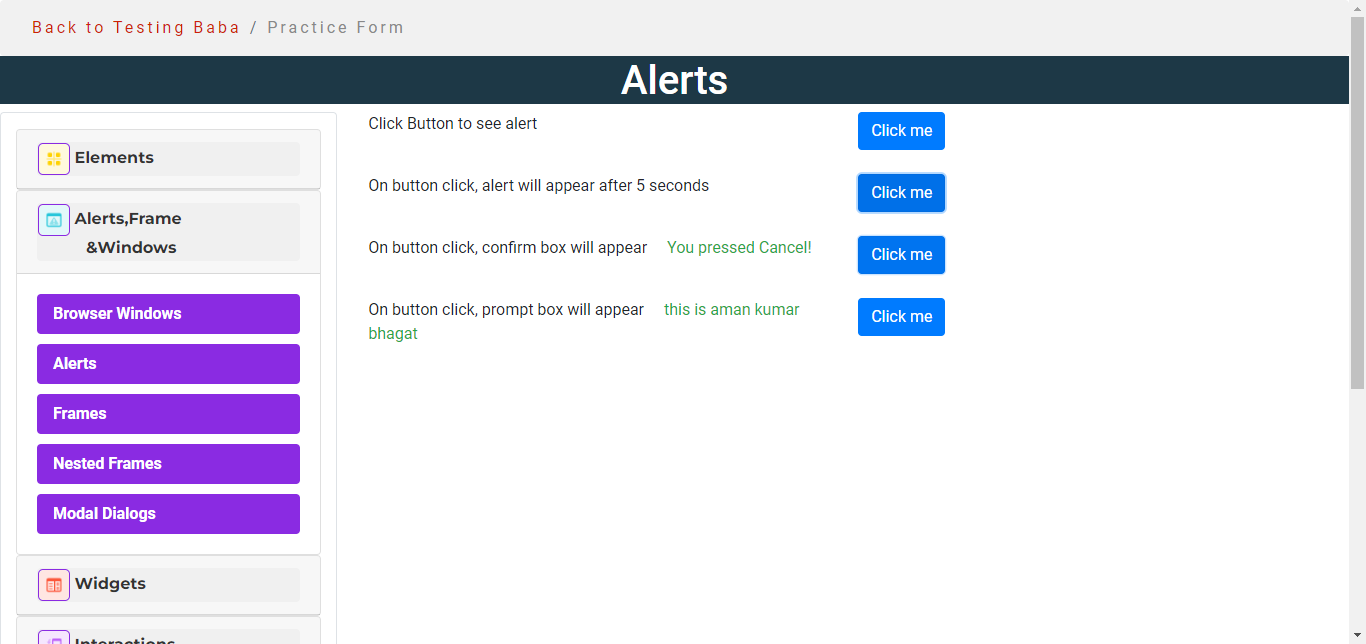 Back to Testing Baba / Practice Form
Alerts
Elements
Alerts,Frame
&Windows
Browser Windows
Alerts
Frames
Nested Frames
Modal Dialogs
Widgets
Interactions
Click Button to see alert
Click me
On button click, alert will appear after 5 seconds
Click me
On button click, confirm box will appear You pressed Cancel!
Click me
On button click, prompt box will appear this is aman kumar
bhagat
Click me